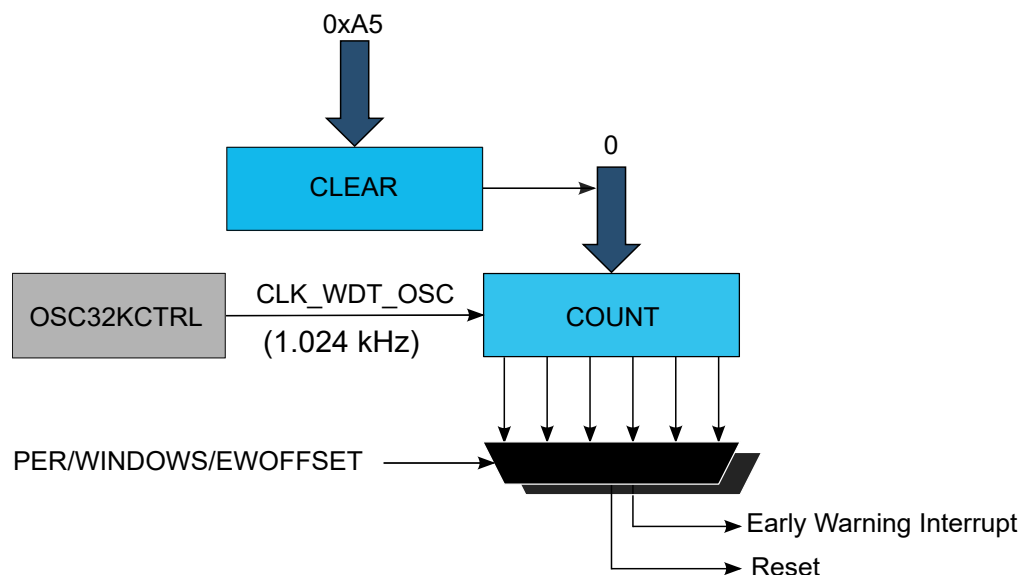 0xA5
0
CLEAR
CLK_WDT_OSC
OSC32KCTRL
COUNT
(1.024 kHz)
PER/WINDOWS/EWOFFSET
Early Warning Interrupt
Reset